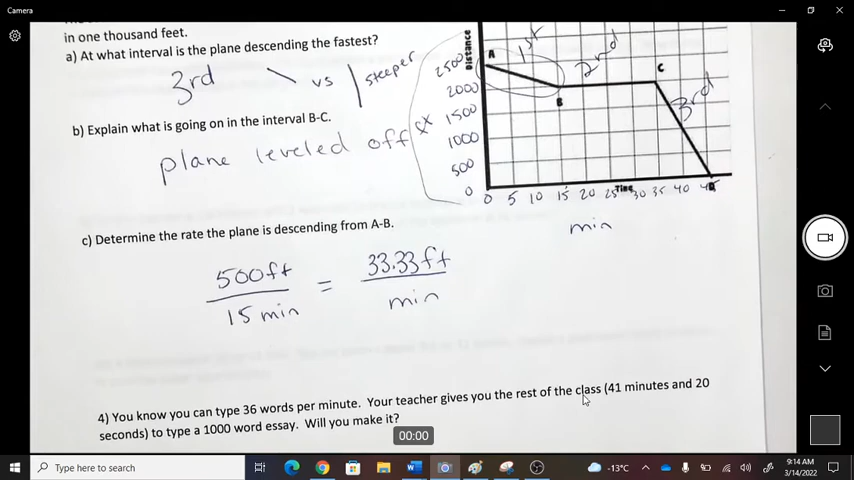 Camera
in one thousand feet.
a) At what interval is the plane descending the fastest?
3rd \ vs | steeper
b) Explain what is going on in the interval B-C.
plane leveled off
Distance
2500
2000
1500
1000
500
0
A
1st
B
2nd
C
3rd
0 5 10 15 20 25 Time 30 35 40 45
min
ft
c) Determine the rate the plane is descending from A-B.
500ft = 33.33ft
15 min min
4) You know you can type 36 words per minute. Your teacher gives you the rest of the class (41 minutes and 20
seconds) to type a 1000 word essay. Will you make it?
00:00
Type here to search
-13°C
9:14 AM
3/14/2022